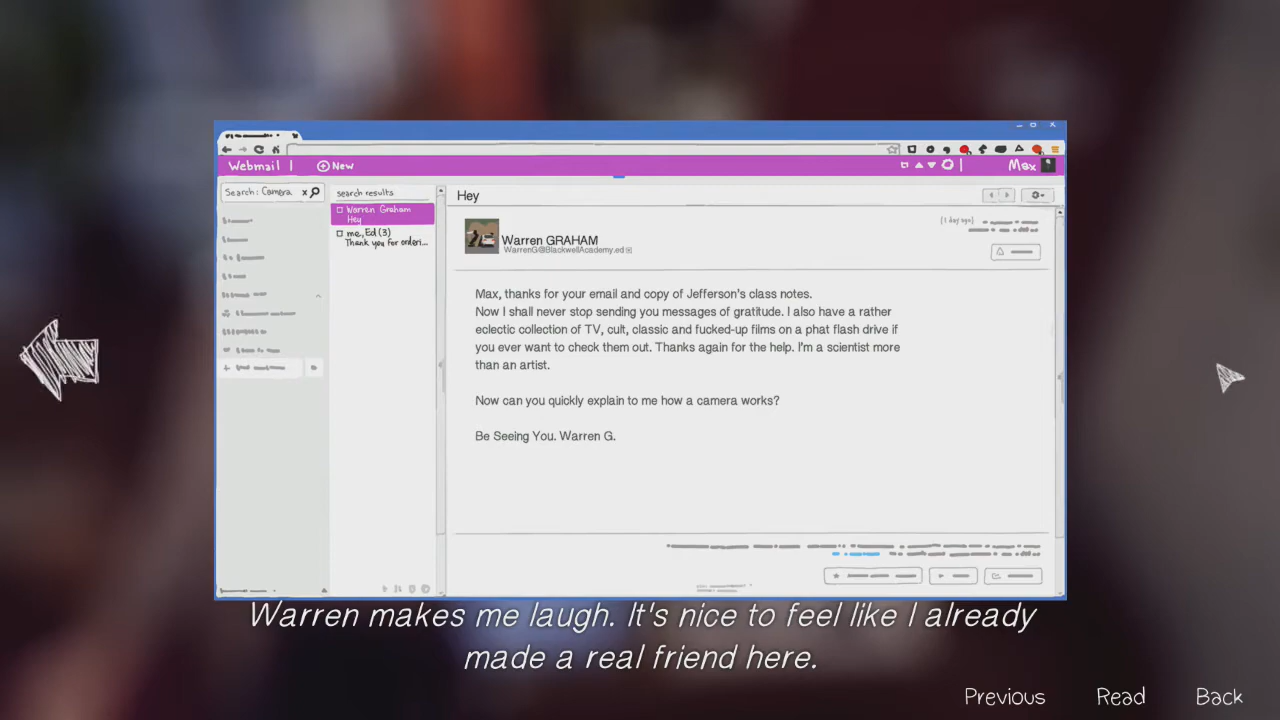 Webmail |
New
Max
Search: Camera x
search results
Warren Graham
Hey
me, Ed (3)
Thank you for orderi...
Hey
(1 day ago)
Warren GRAHAM
WarrenG@BlackwellAcademy.ed
Max, thanks for your email and copy of Jefferson's class notes.
Now I shall never stop sending you messages of gratitude. I also have a rather
eclectic collection of TV, cult, classic and fucked-up films on a phat flash drive if
you ever want to check them out. Thanks again for the help. I'm a scientist more
than an artist.
Now can you quickly explain to me how a camera works?
Be Seeing You. Warren G.
Warren makes me laugh. It's nice to feel like I already
made a real friend here.
Previous
Read
Back